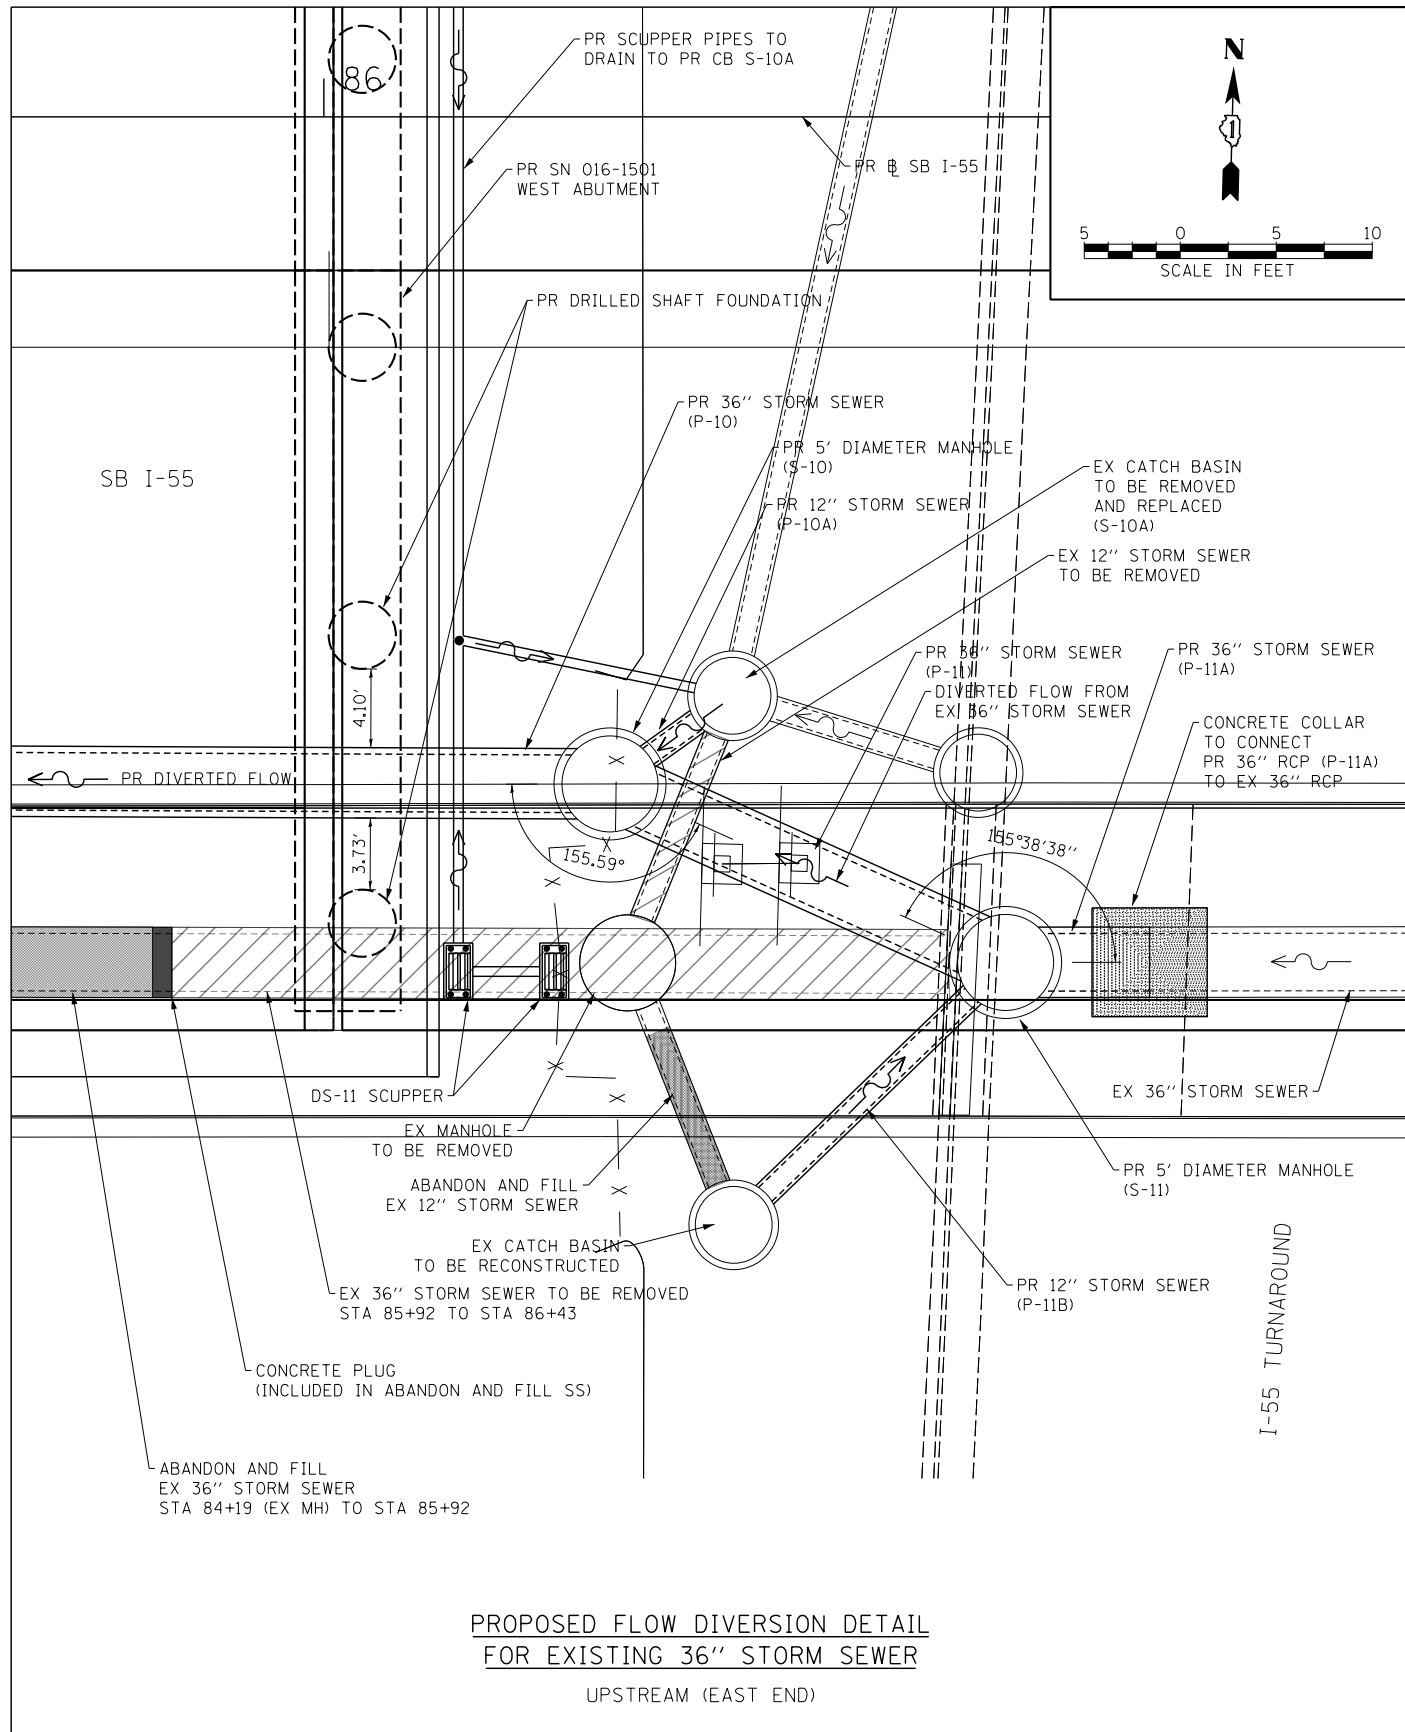 PR SCUPPER PIPES TO
DRAIN TO PR CB S-10A
86
N
1
PR SN 016-1501
WEST ABUTMENT
PR BL SB I-55
5 0 5 10
SCALE IN FEET
PR DRILLED SHAFT FOUNDATION
PR 36'' STORM SEWER
(P-10)
SB I-55
PR 5' DIAMETER MANHOLE
(S-10)
PR 12'' STORM SEWER
(P-10A)
EX CATCH BASIN
TO BE REMOVED
AND REPLACED
(S-10A)
EX 12'' STORM SEWER
TO BE REMOVED
PR 36'' STORM SEWER
(P-11)
DIVERTED FLOW FROM
EX 36'' STORM SEWER
PR 36'' STORM SEWER
(P-11A)
CONCRETE COLLAR
TO CONNECT
PR 36'' RCP (P-11A)
TO EX 36'' RCP
4.10'
PR DIVERTED FLOW
3.73'
155.59°
155°38'38''
DS-11 SCUPPER
EX MANHOLE
TO BE REMOVED
EX 36'' STORM SEWER
ABANDON AND FILL
EX 12'' STORM SEWER
PR 5' DIAMETER MANHOLE
(S-11)
EX CATCH BASIN
TO BE RECONSTRUCTED
EX 36'' STORM SEWER TO BE REMOVED
STA 85+92 TO STA 86+43
PR 12'' STORM SEWER
(P-11B)
I-55 TURNAROUND
CONCRETE PLUG
(INCLUDED IN ABANDON AND FILL SS)
ABANDON AND FILL
EX 36'' STORM SEWER
STA 84+19 (EX MH) TO STA 85+92
PROPOSED FLOW DIVERSION DETAIL
FOR EXISTING 36'' STORM SEWER
UPSTREAM (EAST END)